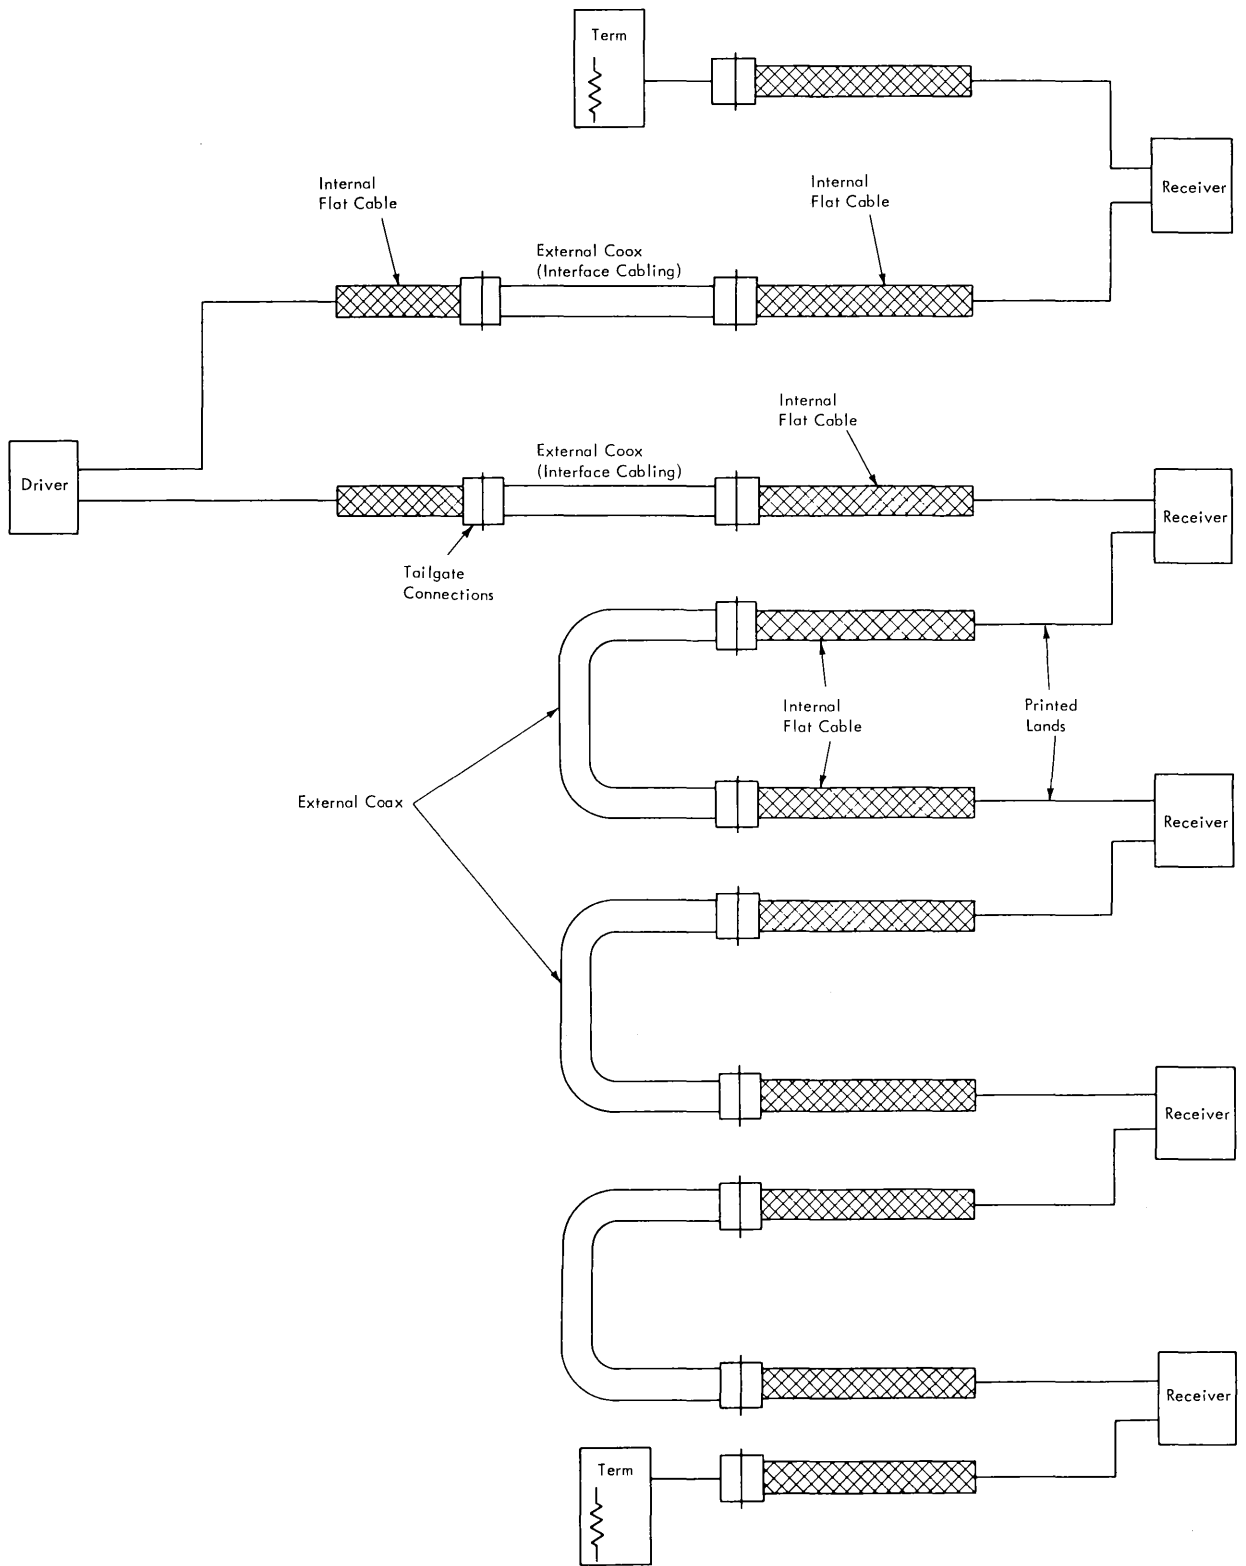 Term
Internal
Flat Cable
Internal
Flat Cable
Receiver
External Coox
(Interface Cabling)
Internal
Flat Cable
External Coox
(Interface Cabling)
Driver
Receiver
Tailgate
Connections
Internal
Flat Cable
Printed
Lands
External Coax
Receiver
Receiver
Receiver
Term